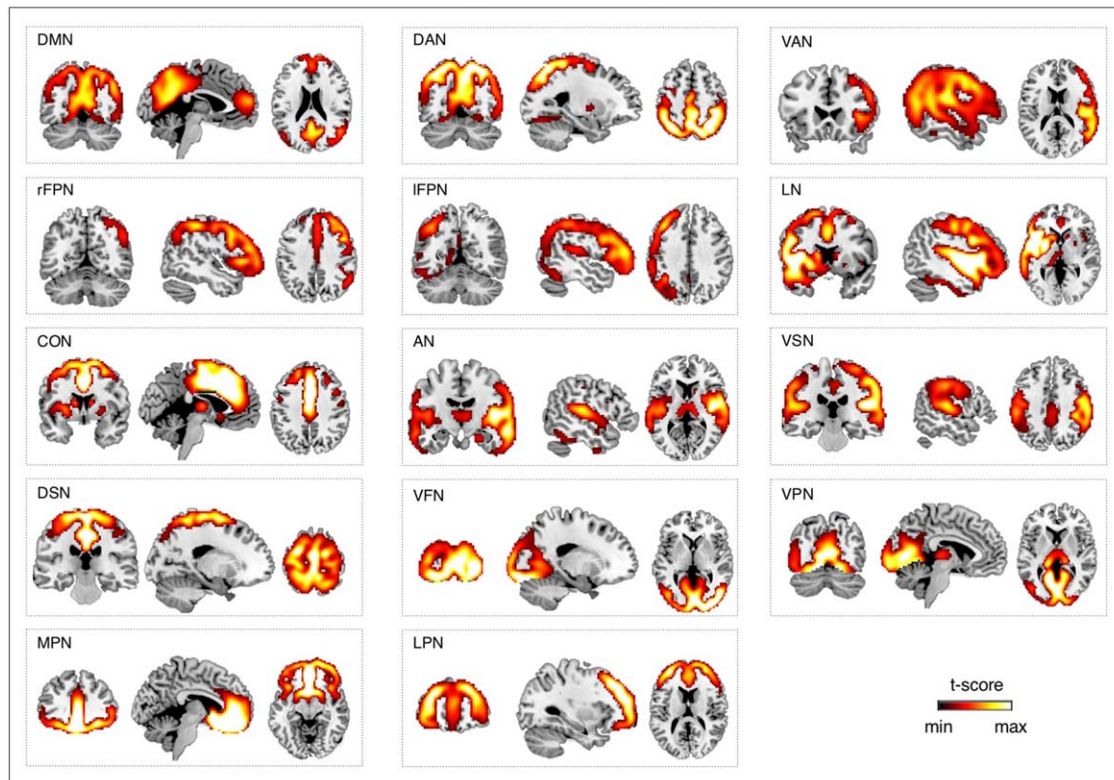 DMN
DAN
VAN
rFPN
lFPN
LN
CON
AN
VSN
DSN
VFN
VPN
MPN
LPN
t-score
min max